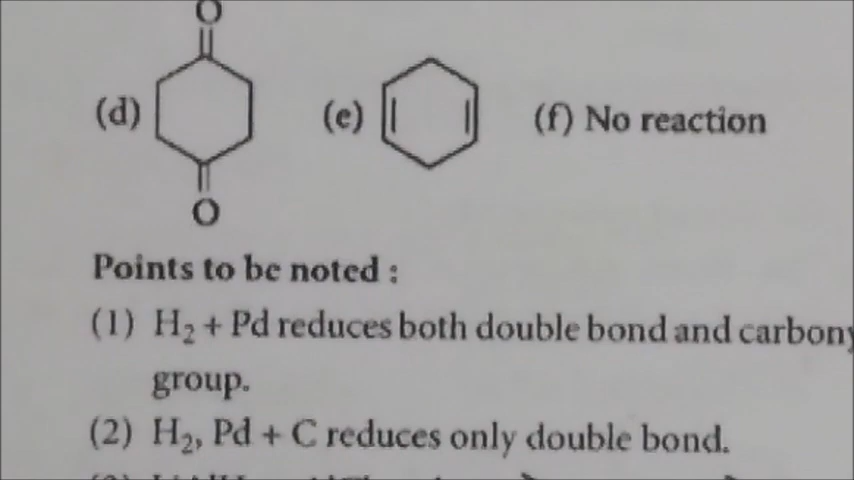 O
(d)
(e)
(f) No reaction
O
Points to be noted :
(1) H₂ + Pd reduces both double bond and carbony
group.
(2) H₂, Pd + C reduces only double bond.